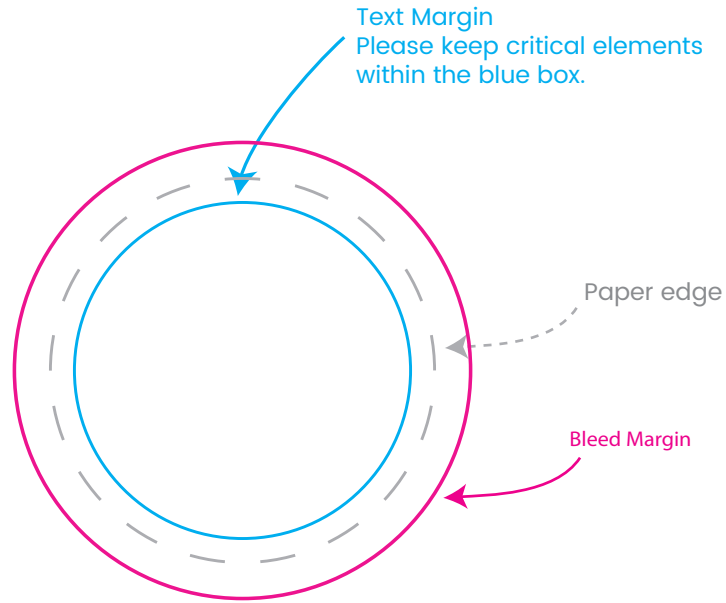 Text Margin
Please keep critical elements
within the blue box.
Paper edge
Bleed Margin